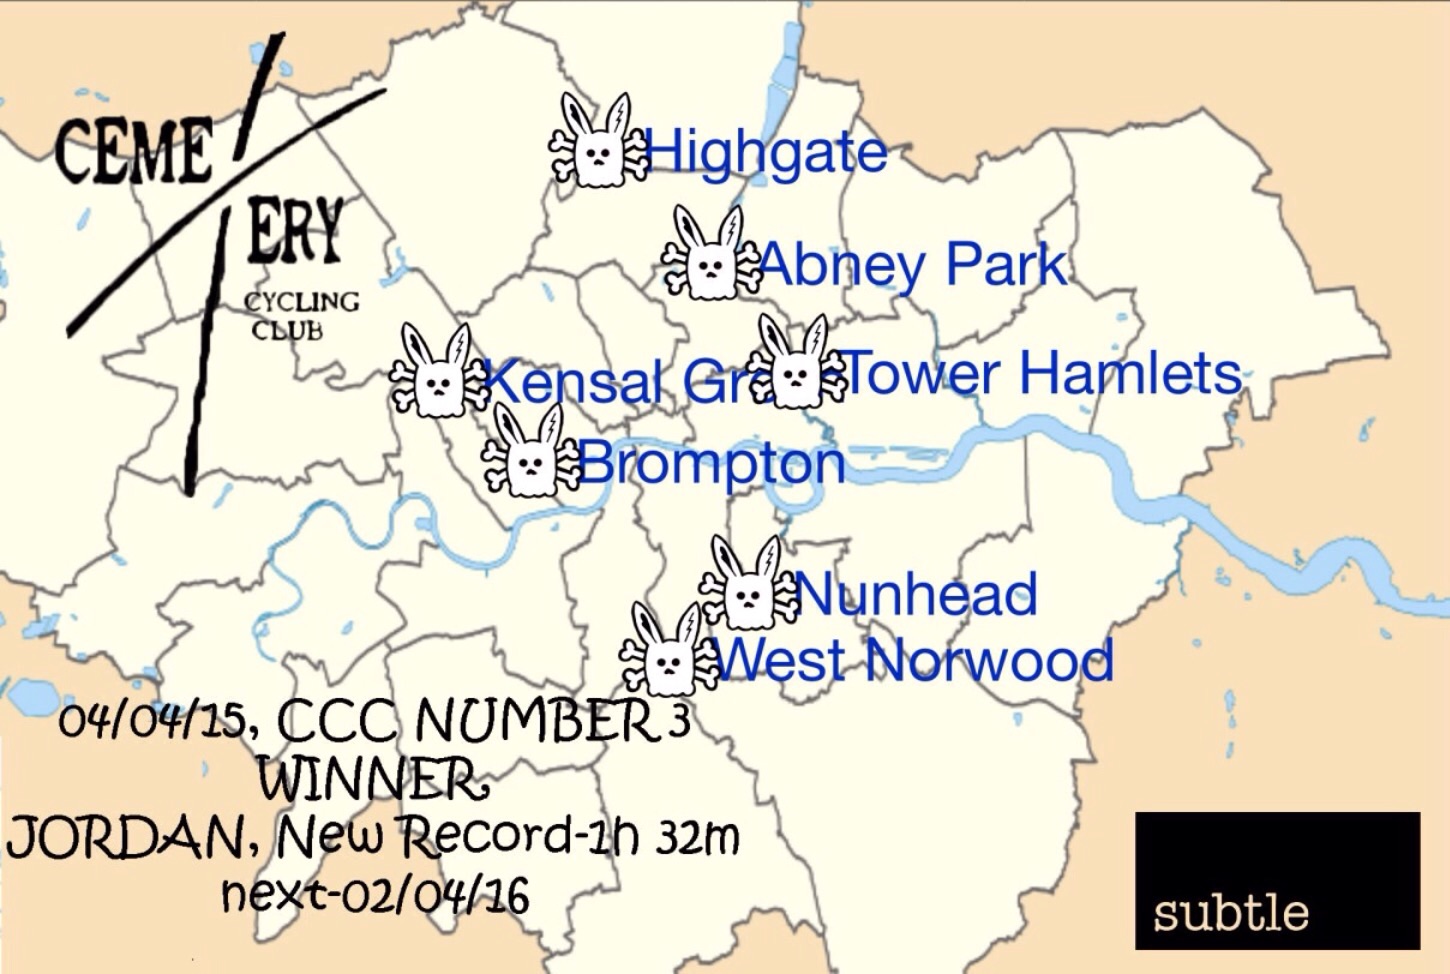 CEME
ERY
CYCLING
CLUB
Highgate
Abney Park
Kensal Gr
Tower Hamlets
Brompton
Nunhead
West Norwood
04/04/15, CCC NUMBER 3
WINNER,
JORDAN, New Record-1h 32m
next-02/04/16
subtle